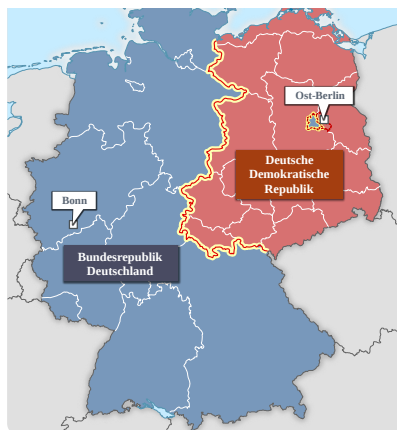 Ost-Berlin
Deutsche
Demokratische
Republik
Bonn
Bundesrepublik
Deutschland